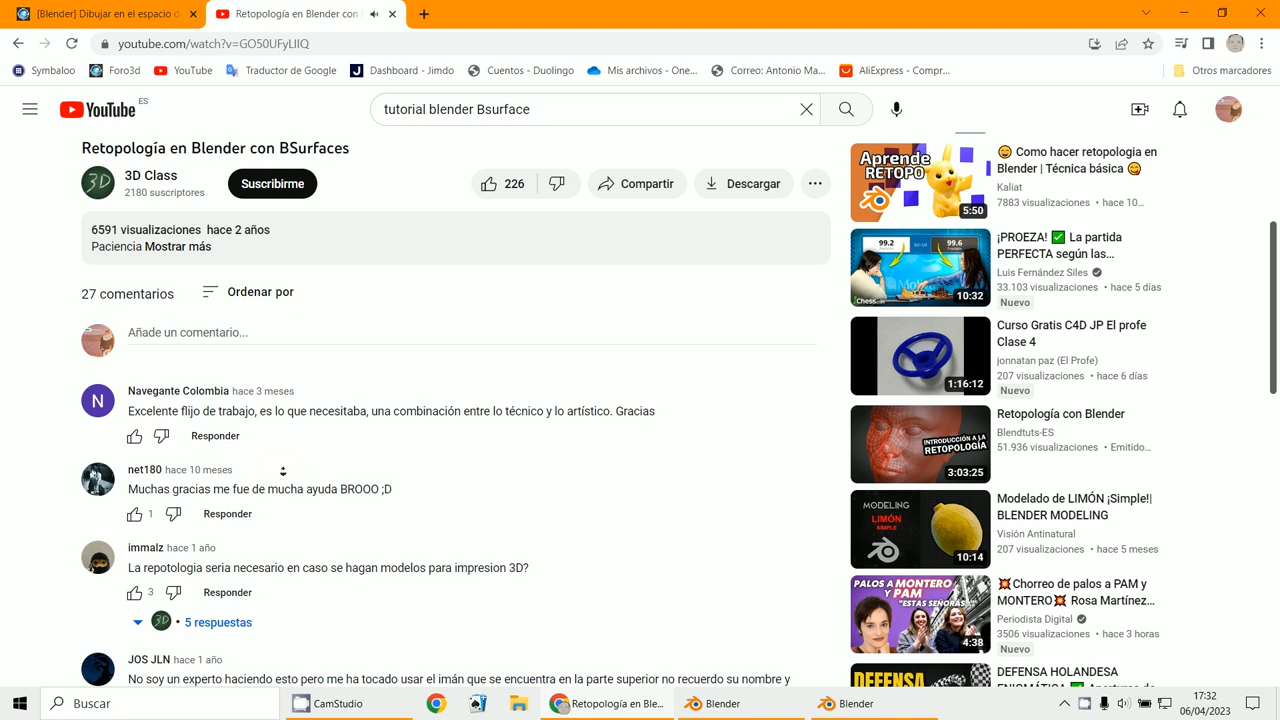 [Blender] Dibujar en el espacio d
Retopología en Blender con
youtube.com/watch?v=GO50UFyLlIQ
Symbaloo
Foro3d
YouTube
Traductor de Google
Dashboard - Jimdo
Cuentos - Duolingo
Mis archivos - One...
Correo: Antonio Ma...
AliExpress - Compr...
Otros marcadores
YouTube ES
tutorial blender Bsurface
Retopología en Blender con BSurfaces
3D Class
2180 suscriptores
Suscribirme
226
Compartir
Descargar
6591 visualizaciones hace 2 años
Paciencia Mostrar más
27 comentarios
Ordenar por
Añade un comentario...
Navegante Colombia hace 3 meses
Excelente flijo de trabajo, es lo que necesitaba, una combinación entre lo técnico y lo artístico. Gracias
Responder
net180 hace 10 meses
Muchas gracias me fue de mucha ayuda BROOO ;D
1
Responder
immalz hace 1 año
La repotología seria necesario en caso se hagan modelos para impresion 3D?
3
Responder
5 respuestas
JOS JLN hace 1 año
No soy un experto haciendo esto pero me ha tocado usar el imán que se encuentra en la parte superior no recuerdo su nombre y
Aprende
RETOPO
5:50
😄 Como hacer retopologia en
Blender | Técnica básica 😋
Kaliat
7883 visualizaciones • hace 10...
99.2
99.6
Chess.com
10:32
¡PROEZA! ✅ La partida
PERFECTA según las...
Luis Fernández Siles
33.103 visualizaciones • hace 5 días
Nuevo
1:16:12
Curso Gratis C4D JP El profe
Clase 4
jonnatan paz (El Profe)
207 visualizaciones • hace 6 días
Nuevo
INTRODUCCIÓN A LA
RETOPOLOGÍA
3:03:25
Retopología con Blender
Blendtuts-ES
51.936 visualizaciones • Emitido...
MODELING
LIMÓN
SIMPLE
10:14
Modelado de LIMÓN ¡Simple!|
BLENDER MODELING
Visión Antinatural
207 visualizaciones • hace 5 meses
PALOS A MONTERO
Y PAM
"ESTAS SEÑORAS..."
4:38
💥Chorreo de palos a PAM y
MONTERO💥 Rosa Martínez...
Periodista Digital
3506 visualizaciones • hace 3 horas
Nuevo
DEFENSA
DEFENSA HOLANDESA
Buscar
CamStudio
Retopología en Ble...
Blender
Blender
17:32
06/04/2023